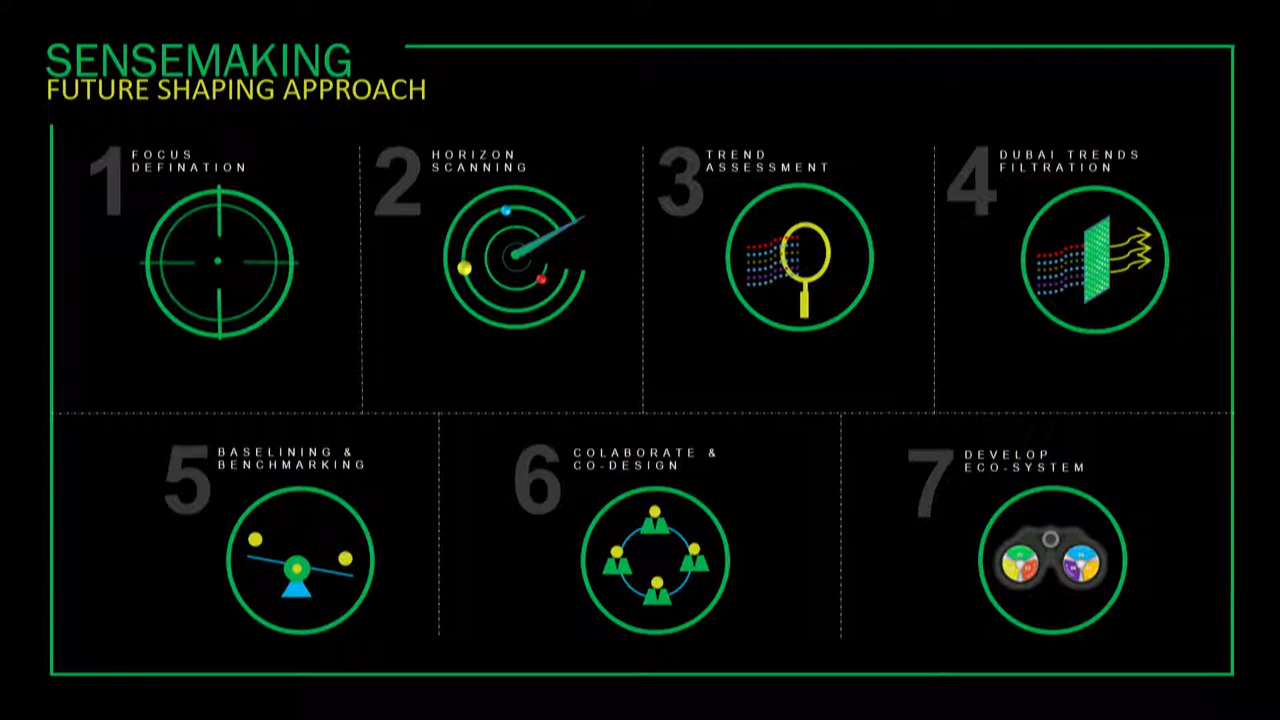 SENSEMAKING
FUTURE SHAPING APPROACH
1
FOCUS
DEFINATION
2
HORIZON
SCANNING
3
TREND
ASSESSMENT
4
DUBAI TRENDS
FILTRATION
5
BASELINING &
BENCHMARKING
6
COLABORATE &
CO-DESIGN
7
DEVELOP
ECO-SYSTEM